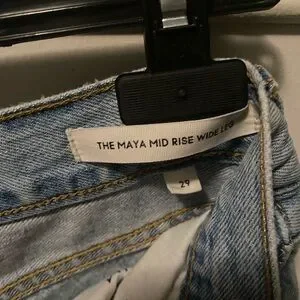 THE MAYA MID RISE WIDE LEG
29